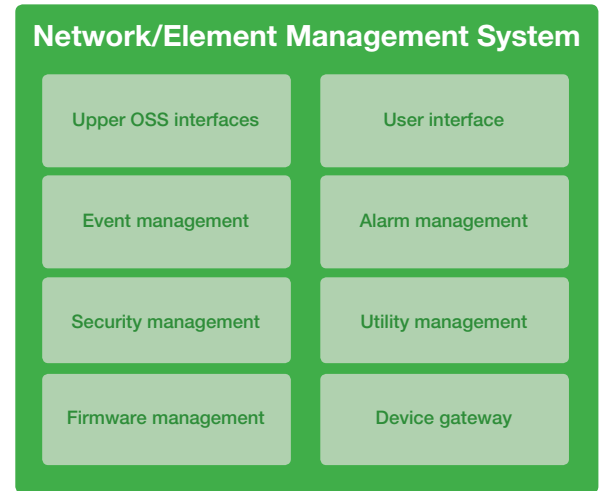 Network/Element Management System
Upper OSS interfaces
User interface
Event management
Alarm management
Security management
Utility management
Firmware management
Device gateway